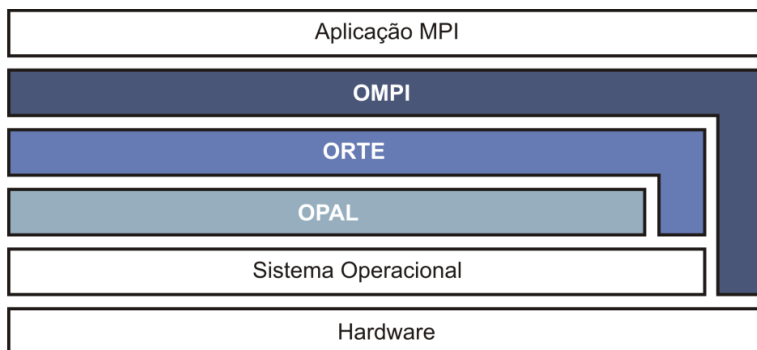 Aplicação MPI
OMPI
ORTE
OPAL
Sistema Operacional
Hardware